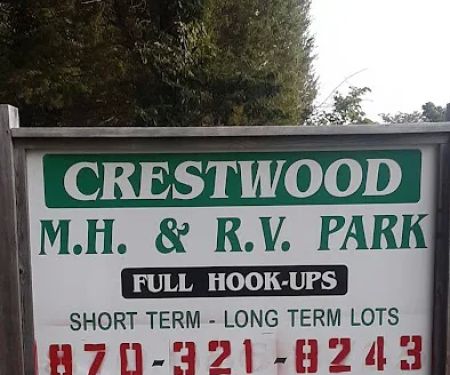 CRESTWOOD
M.H. & R.V. PARK
FULL HOOK-UPS
SHORT TERM - LONG TERM LOTS
870-321-8243